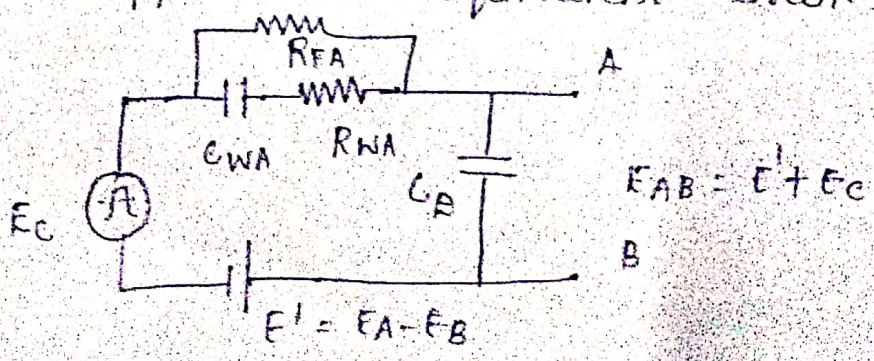 RFA
A
CWA RWA
CB
EAB = E' + EC
EC
B
E' = EA - EB